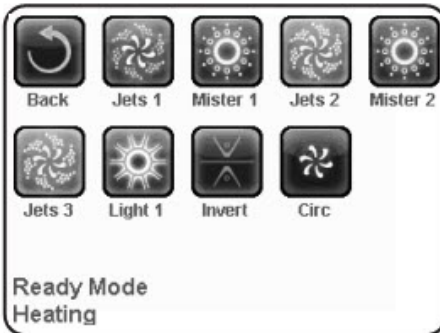 Back Jets 1 Mister 1 Jets 2 Mister 2
Jets 3 Light 1 Invert Circ
Ready Mode
Heating